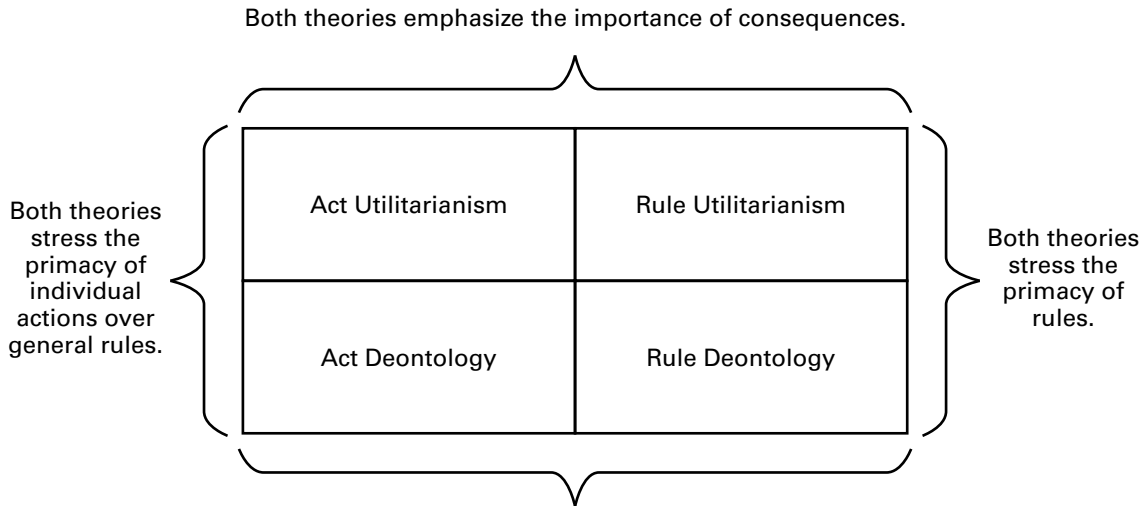 Both theories emphasize the importance of consequences.
Both theories
stress the
primacy of
individual
actions over
general rules.
Act Utilitarianism
Rule Utilitarianism
Act Deontology
Rule Deontology
Both theories
stress the
primacy of
rules.